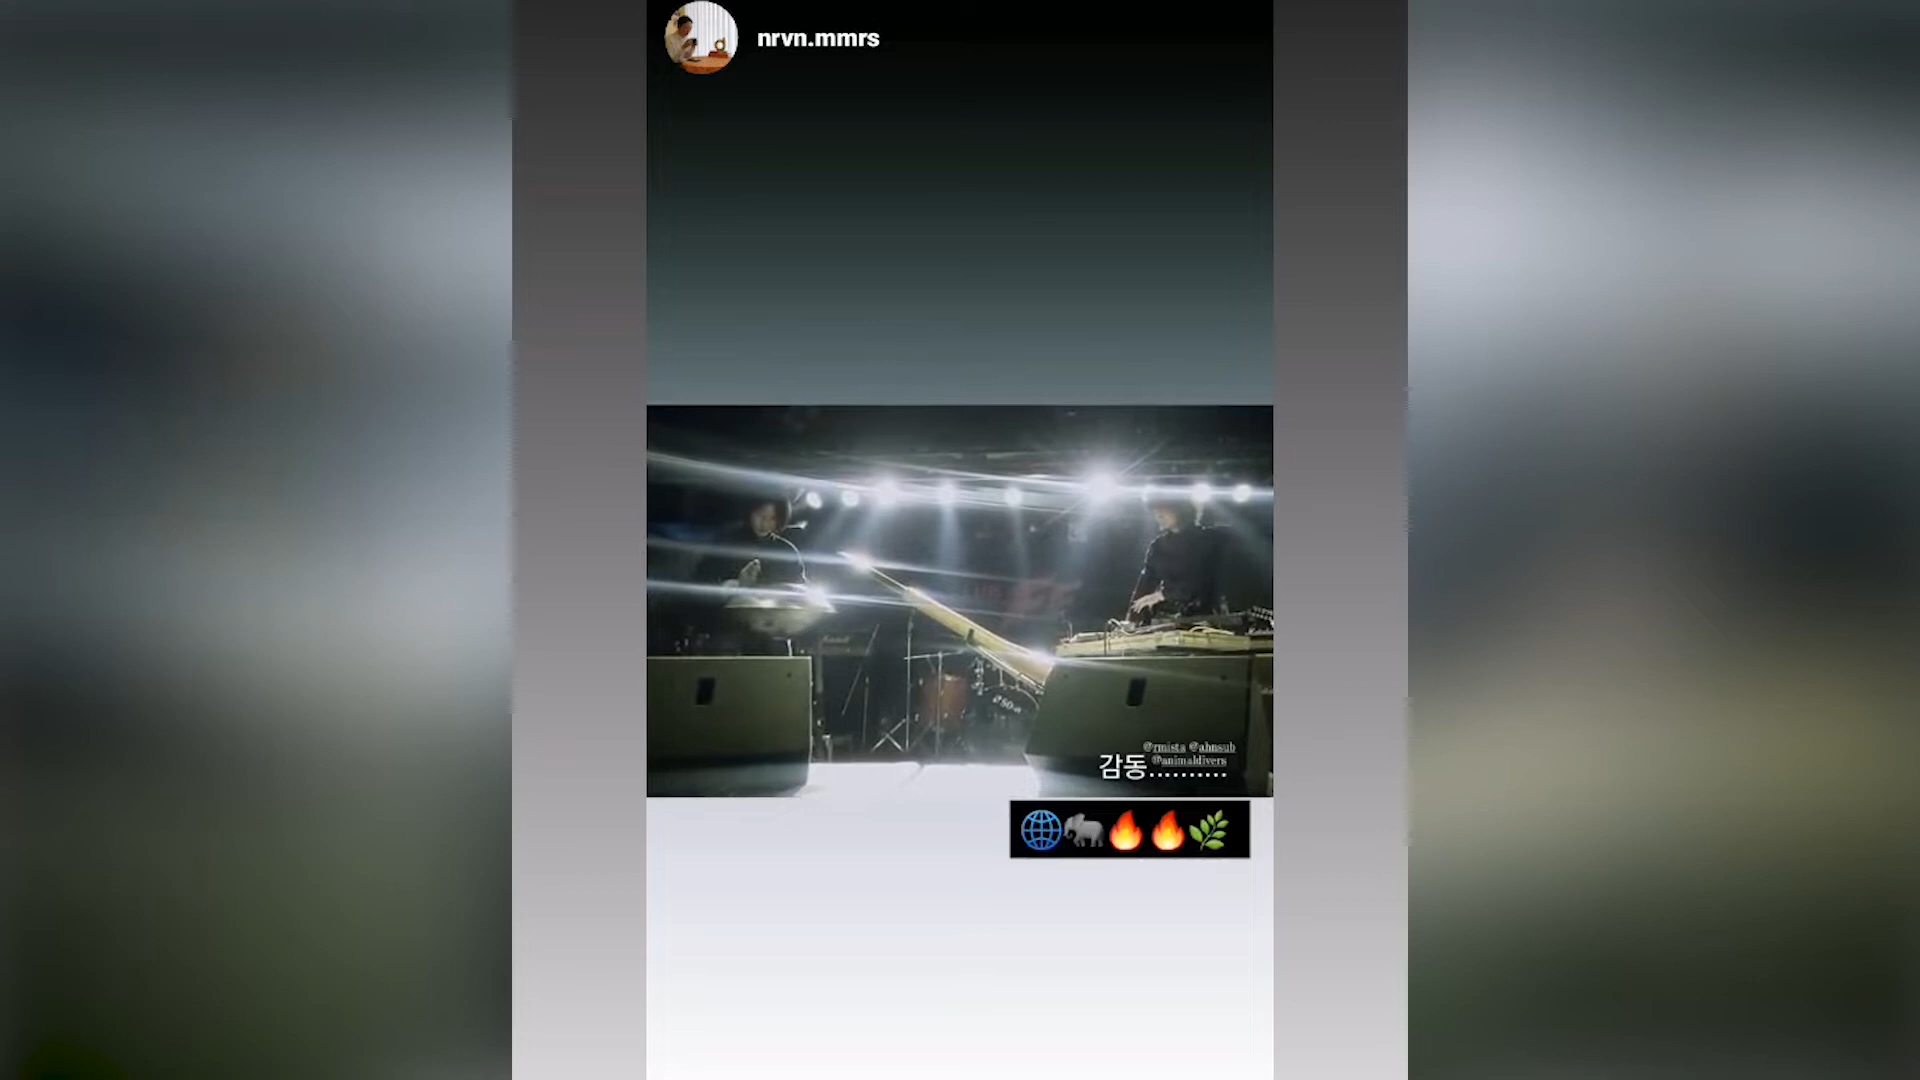 nrvn.mmrs
@rmista @ahnsub
@animaldivers
감동..........